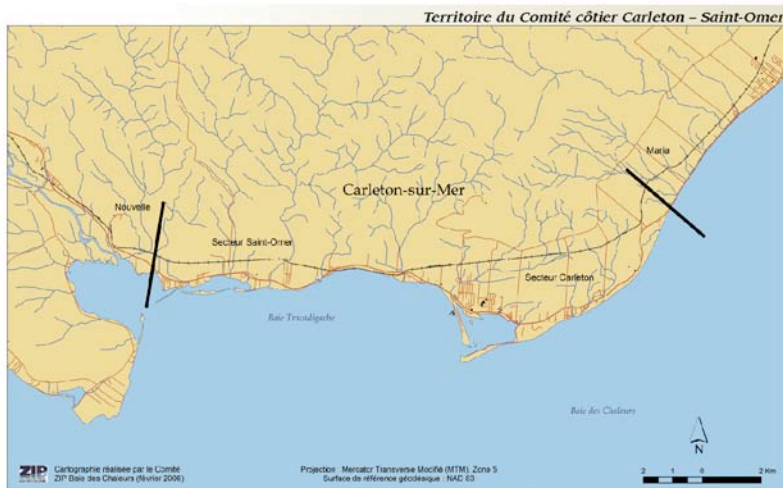 Territoire du Comité côtier Carleton – Saint-Omer
Maria
Carleton-sur-Mer
Nouvelle
Secteur Saint-Omer
Secteur Carleton
Baie Tracadigache
Baie des Chaleurs
N
ZIP
Cartographie réalisée par le Comité
ZIP Baie des Chaleurs (février 2006)
Projection : Mercator Transverse Modifié (MTM), Zone 5
Surface de référence géodésique : NAD 83
2 1 0 2 Km